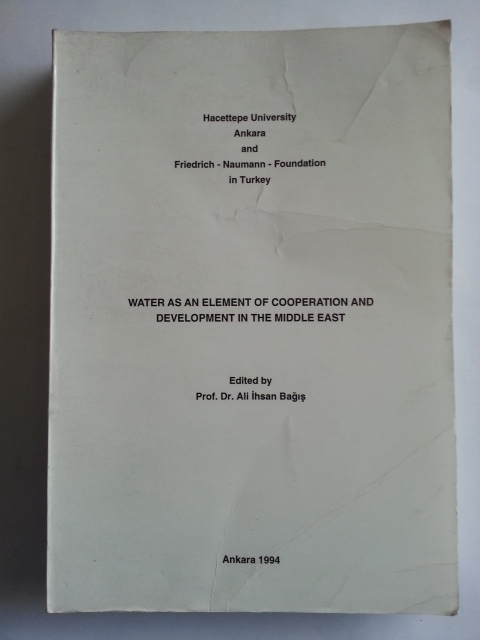 Hacettepe University
Ankara
and
Friedrich - Naumann - Foundation
in Turkey
WATER AS AN ELEMENT OF COOPERATION AND
DEVELOPMENT IN THE MIDDLE EAST
Edited by
Prof. Dr. Ali İhsan Bağış
Ankara 1994